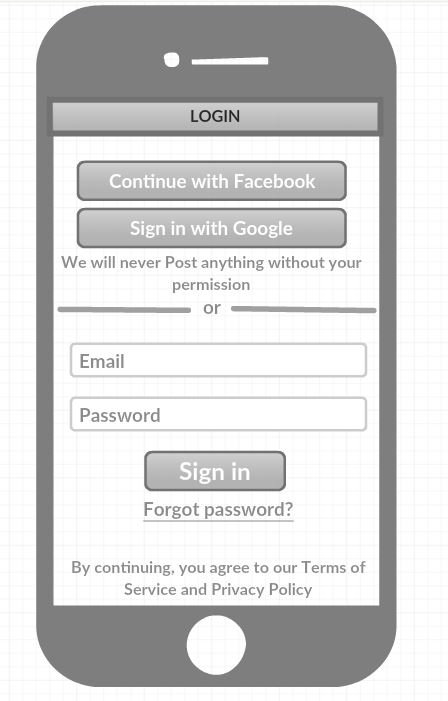 LOGIN
Continue with Facebook
Sign in with Google
We will never Post anything without your
permission
or
Email
Password
Sign in
Forgot password?
By continuing, you agree to our Terms of
Service and Privacy Policy